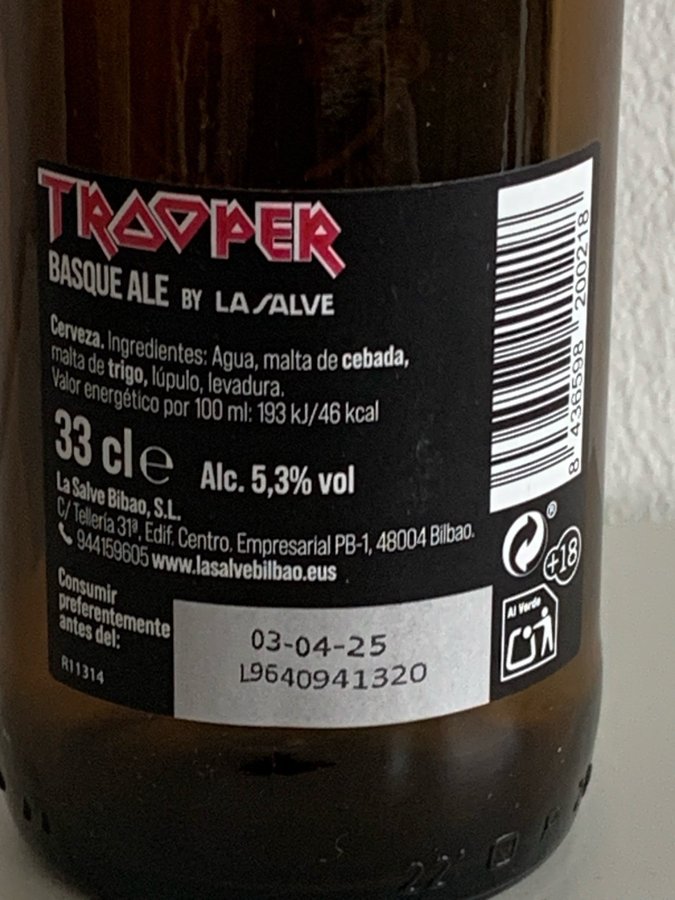 TROOPER
BASQUE ALE BY LA SALVE
Cerveza. Ingredientes: Agua, malta de cebada,
malta de trigo, lúpulo, levadura.
Valor energético por 100 ml: 193 kJ/46 kcal
33 cl e Alc. 5,3% vol
La Salve Bibao, S.L.
C/ Tellería 31ª, Edif. Centro. Empresarial PB-1, 48004 Bilbao.
944159605 www.lasalvebilbao.eus
Consumir
preferentemente
antes del:
03-04-25
L9640941320
R11314
8 436598 200218
®
+18
Al Verde
22